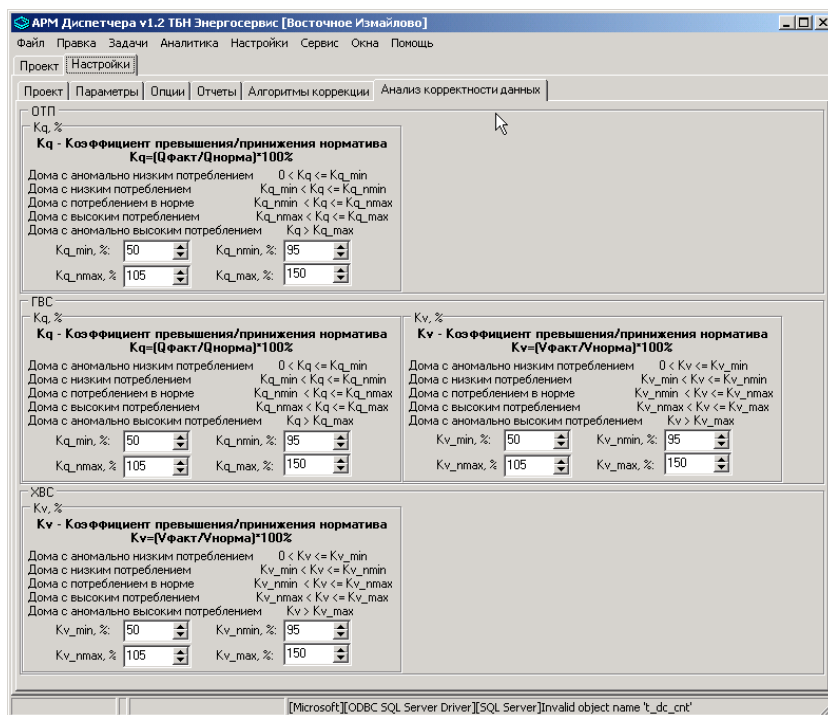 АРМ Диспетчера v1.2 ТБН Энергосервис [Восточное Измайлово]
Файл Правка Задачи Аналитика Настройки Сервис Окна Помощь
Проект Настройки
Проект Параметры Опции Отчеты Алгоритмы коррекции Анализ корректности данных
ОТП
Kq, %
Kq - Коэффициент превышения/принижения норматива
Kq=(Qфакт/Qнорма)*100%
Дома с аномально низким потреблением 0 < Kq <= Kq_min
Дома с низким потреблением Kq_min < Kq <= Kq_nmin
Дома с потреблением в норме Kq_nmin < Kq <= Kq_nmax
Дома с высоким потреблением Kq_nmax < Kq <= Kq_max
Дома с аномально высоким потреблением Kq > Kq_max
Kq_min, %: 50 Kq_nmin, %: 95
Kq_nmax, % 105 Kq_max, %: 150
ГВС
Kq, %
Kq - Коэффициент превышения/принижения норматива
Kq=(Qфакт/Qнорма)*100%
Дома с аномально низким потреблением 0 < Kq <= Kq_min
Дома с низким потреблением Kq_min < Kq <= Kq_nmin
Дома с потреблением в норме Kq_nmin < Kq <= Kq_nmax
Дома с высоким потреблением Kq_nmax < Kq <= Kq_max
Дома с аномально высоким потреблением Kq > Kq_max
Kq_min, %: 50 Kq_nmin, %: 95
Kq_nmax, % 105 Kq_max, %: 150
Kv, %
Kv - Коэффициент превышения/принижения норматива
Kv=(Vфакт/Vнорма)*100%
Дома с аномально низким потреблением 0 < Kv <= Kv_min
Дома с низким потреблением Kv_min < Kv <= Kv_nmin
Дома с потреблением в норме Kv_nmin < Kv <= Kv_nmax
Дома с высоким потреблением Kv_nmax < Kv <= Kv_max
Дома с аномально высоким потреблением Kv > Kv_max
Kv_min, %: 50 Kv_nmin, %: 95
Kv_nmax, % 105 Kv_max, %: 150
ХВС
Kv, %
Kv - Коэффициент превышения/принижения норматива
Kv=(Vфакт/Vнорма)*100%
Дома с аномально низким потреблением 0 < Kv <= Kv_min
Дома с низким потреблением Kv_min < Kv <= Kv_nmin
Дома с потреблением в норме Kv_nmin < Kv <= Kv_nmax
Дома с высоким потреблением Kv_nmax < Kv <= Kv_max
Дома с аномально высоким потреблением Kv > Kv_max
Kv_min, %: 50 Kv_nmin, %: 95
Kv_nmax, % 105 Kv_max, %: 150
[Microsoft][ODBC SQL Server Driver][SQL Server]Invalid object name 't_dc_cnt'